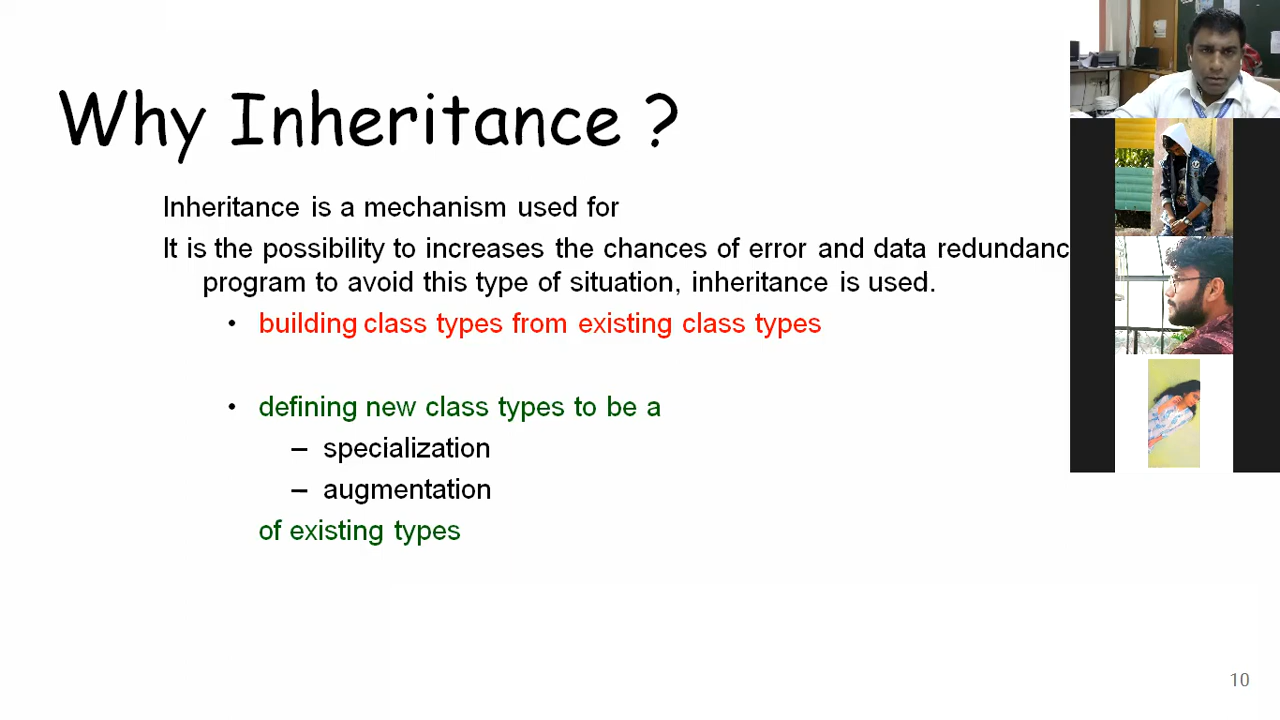 Why Inheritance ?
Inheritance is a mechanism used for
It is the possibility to increases the chances of error and data redundanc
program to avoid this type of situation, inheritance is used.
• building class types from existing class types
• defining new class types to be a
– specialization
– augmentation
of existing types
10